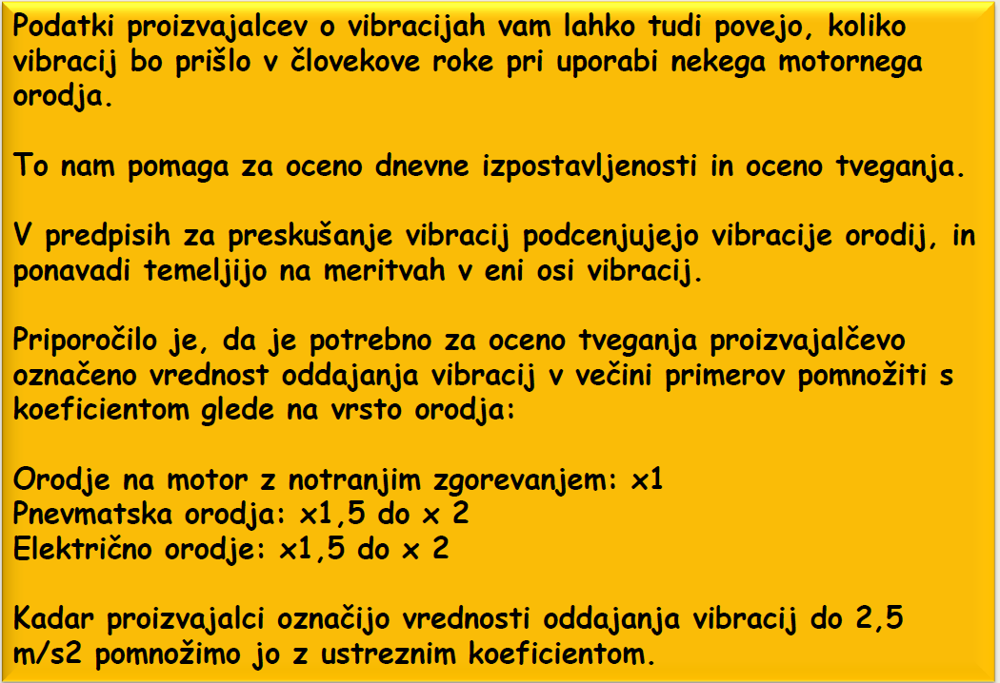 Podatki proizvajalcev o vibracijah vam lahko tudi povejo, koliko
vibracij bo prišlo v človekove roke pri uporabi nekega motornega
orodja.
To nam pomaga za oceno dnevne izpostavljenosti in oceno tveganja.
V predpisih za preskušanje vibracij podcenjujejo vibracije orodij, in
ponavadi temeljijo na meritvah v eni osi vibracij.
Priporočilo je, da je potrebno za oceno tveganja proizvajalčevo
označeno vrednost oddajanja vibracij v večini primerov pomnožiti s
koeficientom glede na vrsto orodja:
Orodje na motor z notranjim zgorevanjem: x1
Pnevmatska orodja: x1,5 do x 2
Električno orodje: x1,5 do x 2
Kadar proizvajalci označijo vrednosti oddajanja vibracij do 2,5
m/s2 pomnožimo jo z ustreznim koeficientom.